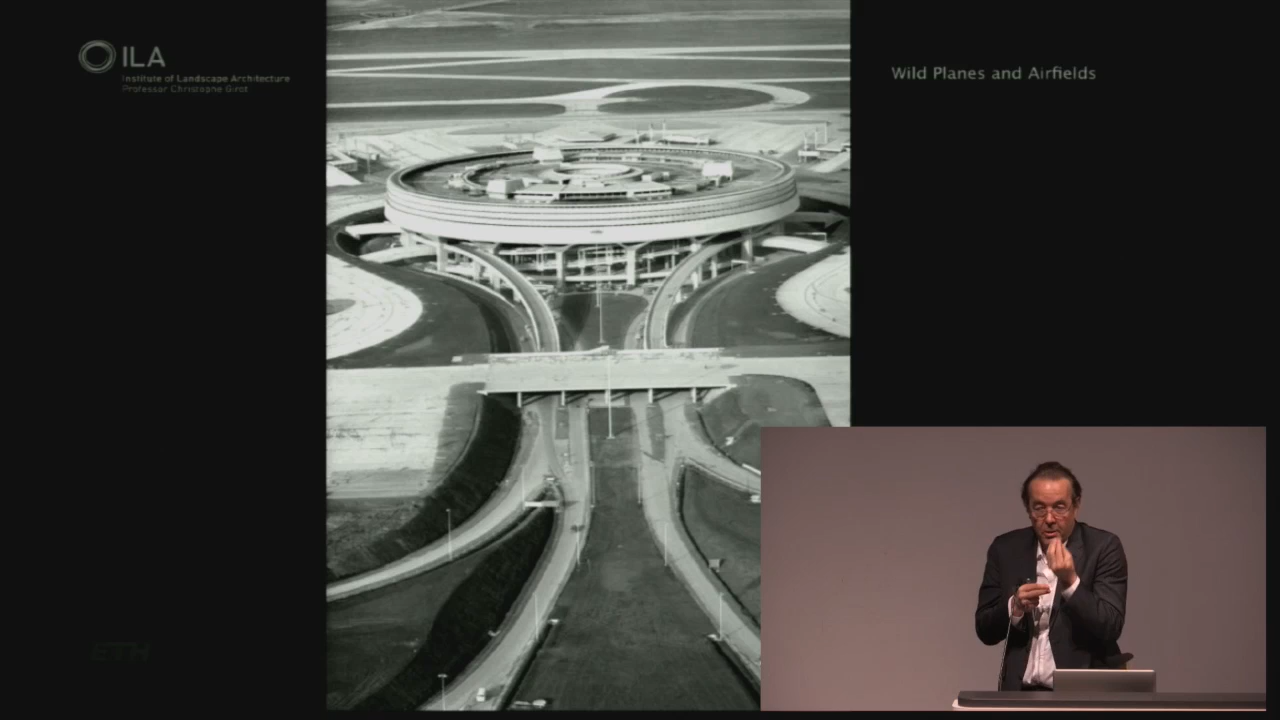 ILA
Institute of Landscape Architecture
Professor Christophe Girot
Wild Planes and Airfields
ETH